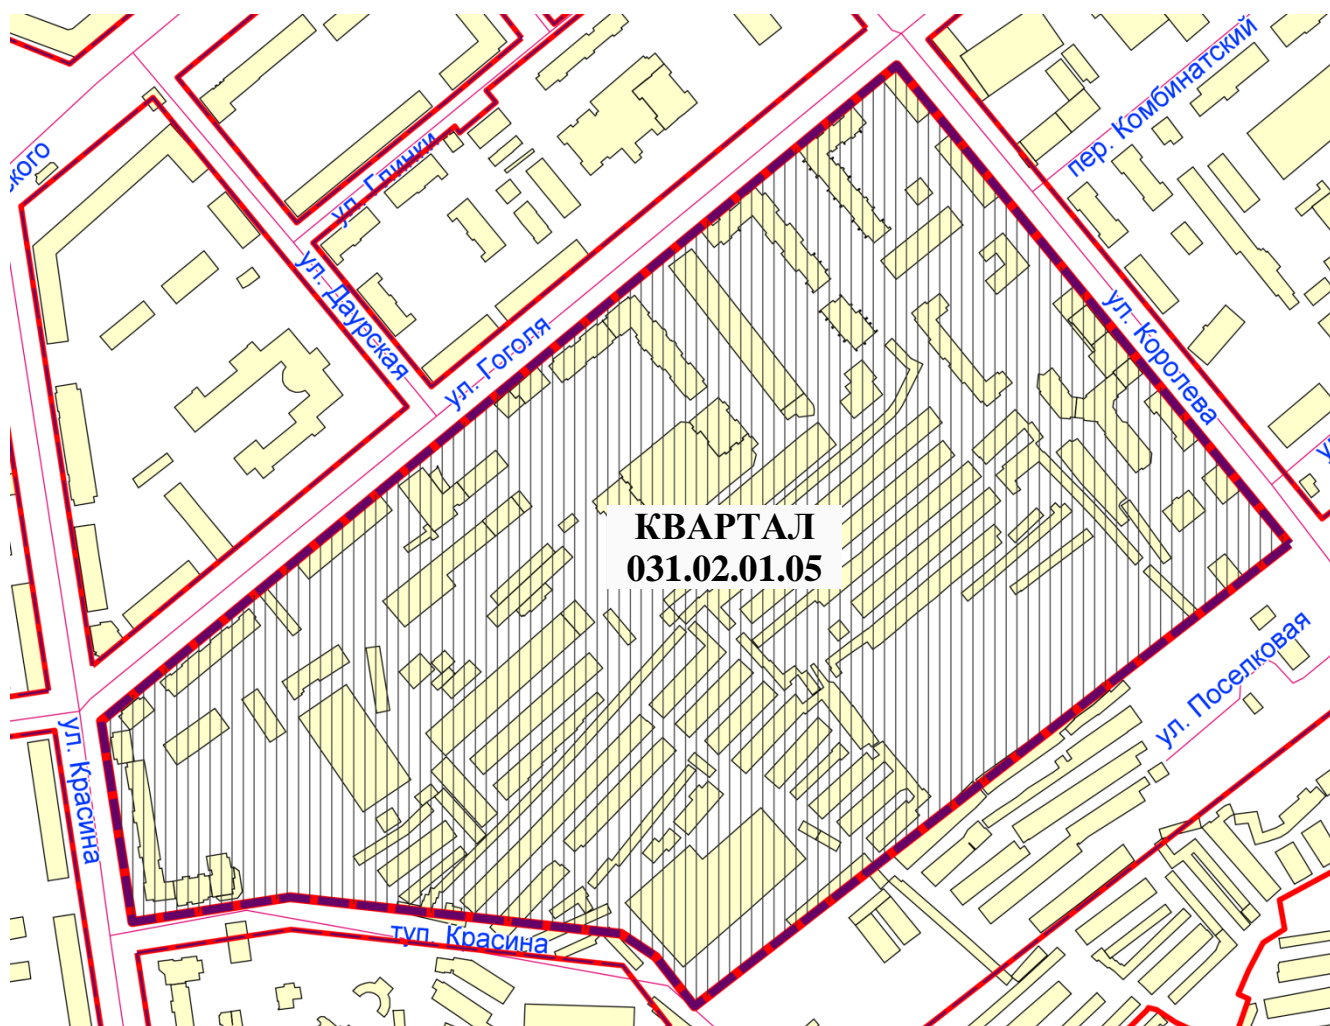 пер. Комбинатский
ского
ул. Глинки
ул. Даурская
ул. Гоголя
ул. Королева
КВАРТАЛ
031.02.01.05
ул. Поселковая
ул. Красина
туп. Красина